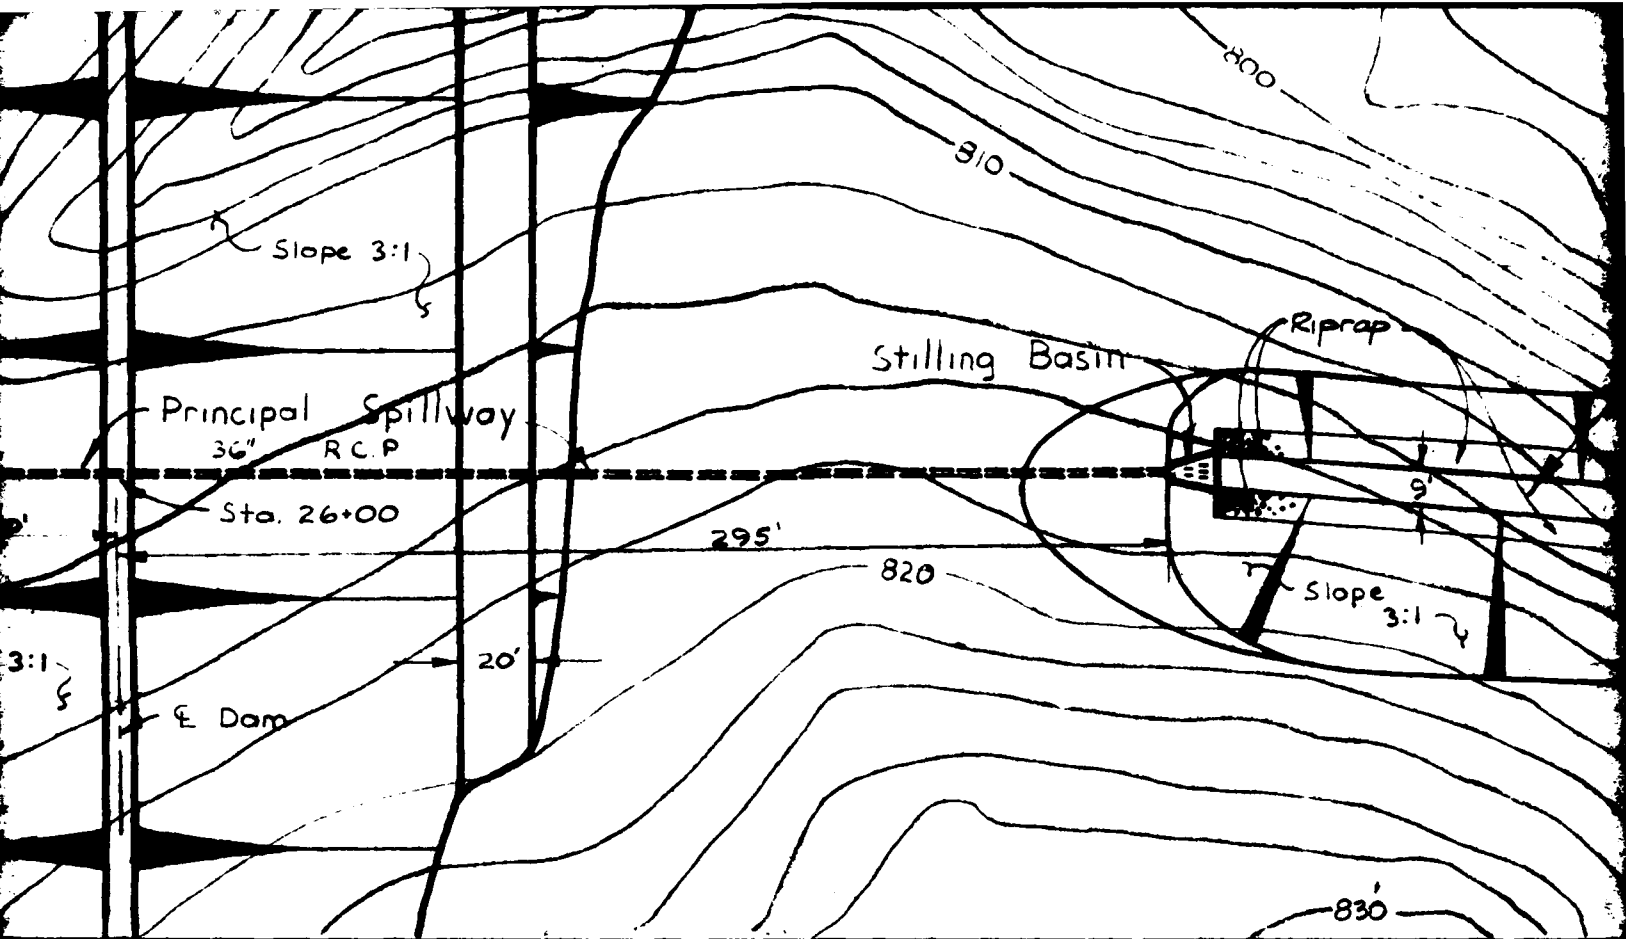 800
810
Slope 3:1
Riprap
Stilling Basin
Principal Spillway
36" R.C.P
9'
Sta. 26+00
295'
820
Slope
3:1
3:1
20'
℄ Dam
830'